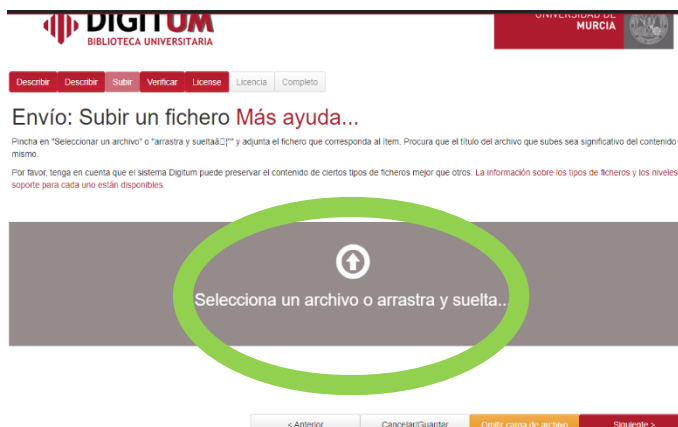 DIGITUM
BIBLIOTECA UNIVERSITARIA
UNIVERSIDAD DE
MURCIA
Describir Describir Subir Verificar License Licencia Completo
Envío: Subir un fichero Más ayuda...
Pincha en "Seleccionar un archivo" o "arrastra y sueltaâ¦" y adjunta el fichero que corresponda al ítem. Procura que el título del archivo que subes sea significativo del contenido
mismo.
Por favor, tenga en cuenta que el sistema Digitum puede preservar el contenido de ciertos tipos de ficheros mejor que otros. La información sobre los tipos de ficheros y los niveles
soporte para cada uno están disponibles.
Selecciona un archivo o arrastra y suelta...
< Anterior Cancelar/Guardar Omitir carga de archivo Siguiente >